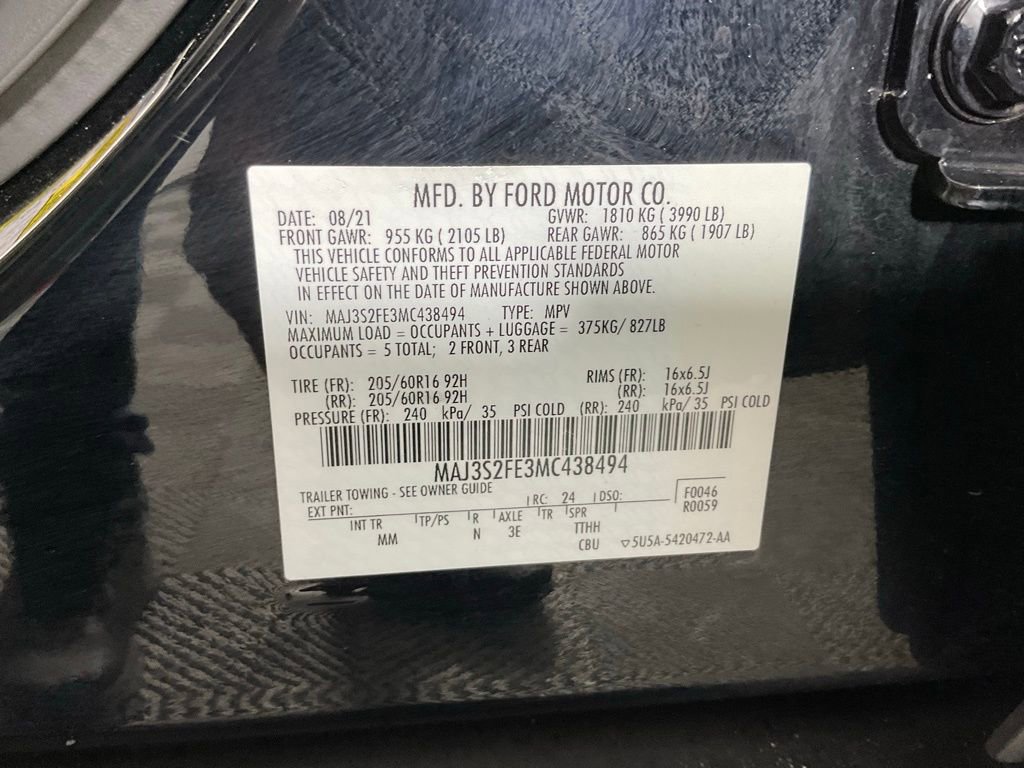 MFD. BY FORD MOTOR CO.
DATE: 08/21 GVWR: 1810 KG ( 3990 LB)
FRONT GAWR: 955 KG ( 2105 LB) REAR GAWR: 865 KG ( 1907 LB)
THIS VEHICLE CONFORMS TO ALL APPLICABLE FEDERAL MOTOR
VEHICLE SAFETY AND THEFT PREVENTION STANDARDS
IN EFFECT ON THE DATE OF MANUFACTURE SHOWN ABOVE.
VIN: MAJ3S2FE3MC438494 TYPE: MPV
MAXIMUM LOAD = OCCUPANTS + LUGGAGE = 375KG/ 827LB
OCCUPANTS = 5 TOTAL; 2 FRONT, 3 REAR
TIRE (FR): 205/60R16 92H RIMS (FR): 16x6.5J
(RR): 205/60R16 92H (RR): 16x6.5J
PRESSURE (FR): 240 kPa/ 35 PSI COLD (RR): 240 kPa/ 35 PSI COLD
MAJ3S2FE3MC438494
TRAILER TOWING - SEE OWNER GUIDE
EXT PNT: RC: 24 DSO: F0046
R0059
INT TR TP/PS R AXLE TR SPR
MM N 3E TTHH
CBU ▽5U5A-5420472-AA